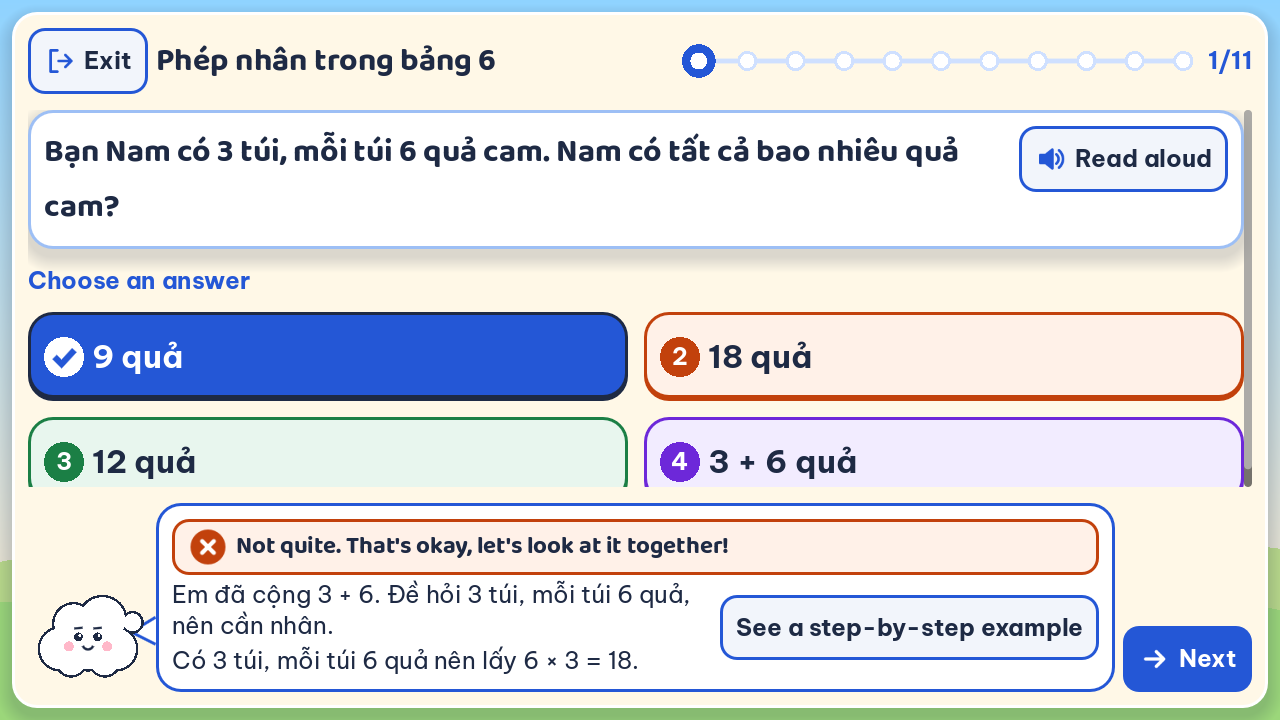 Exit
Phép nhân trong bảng 6
1/11
Bạn Nam có 3 túi, mỗi túi 6 quả cam. Nam có tất cả bao nhiêu quả
cam?
Read aloud
Choose an answer
9 quả
2 18 quả
3 12 quả
4 3 + 6 quả
Not quite. That's okay, let's look at it together!
Em đã cộng 3 + 6. Đề hỏi 3 túi, mỗi túi 6 quả,
nên cần nhân.
Có 3 túi, mỗi túi 6 quả nên lấy 6 × 3 = 18.
See a step-by-step example
Next